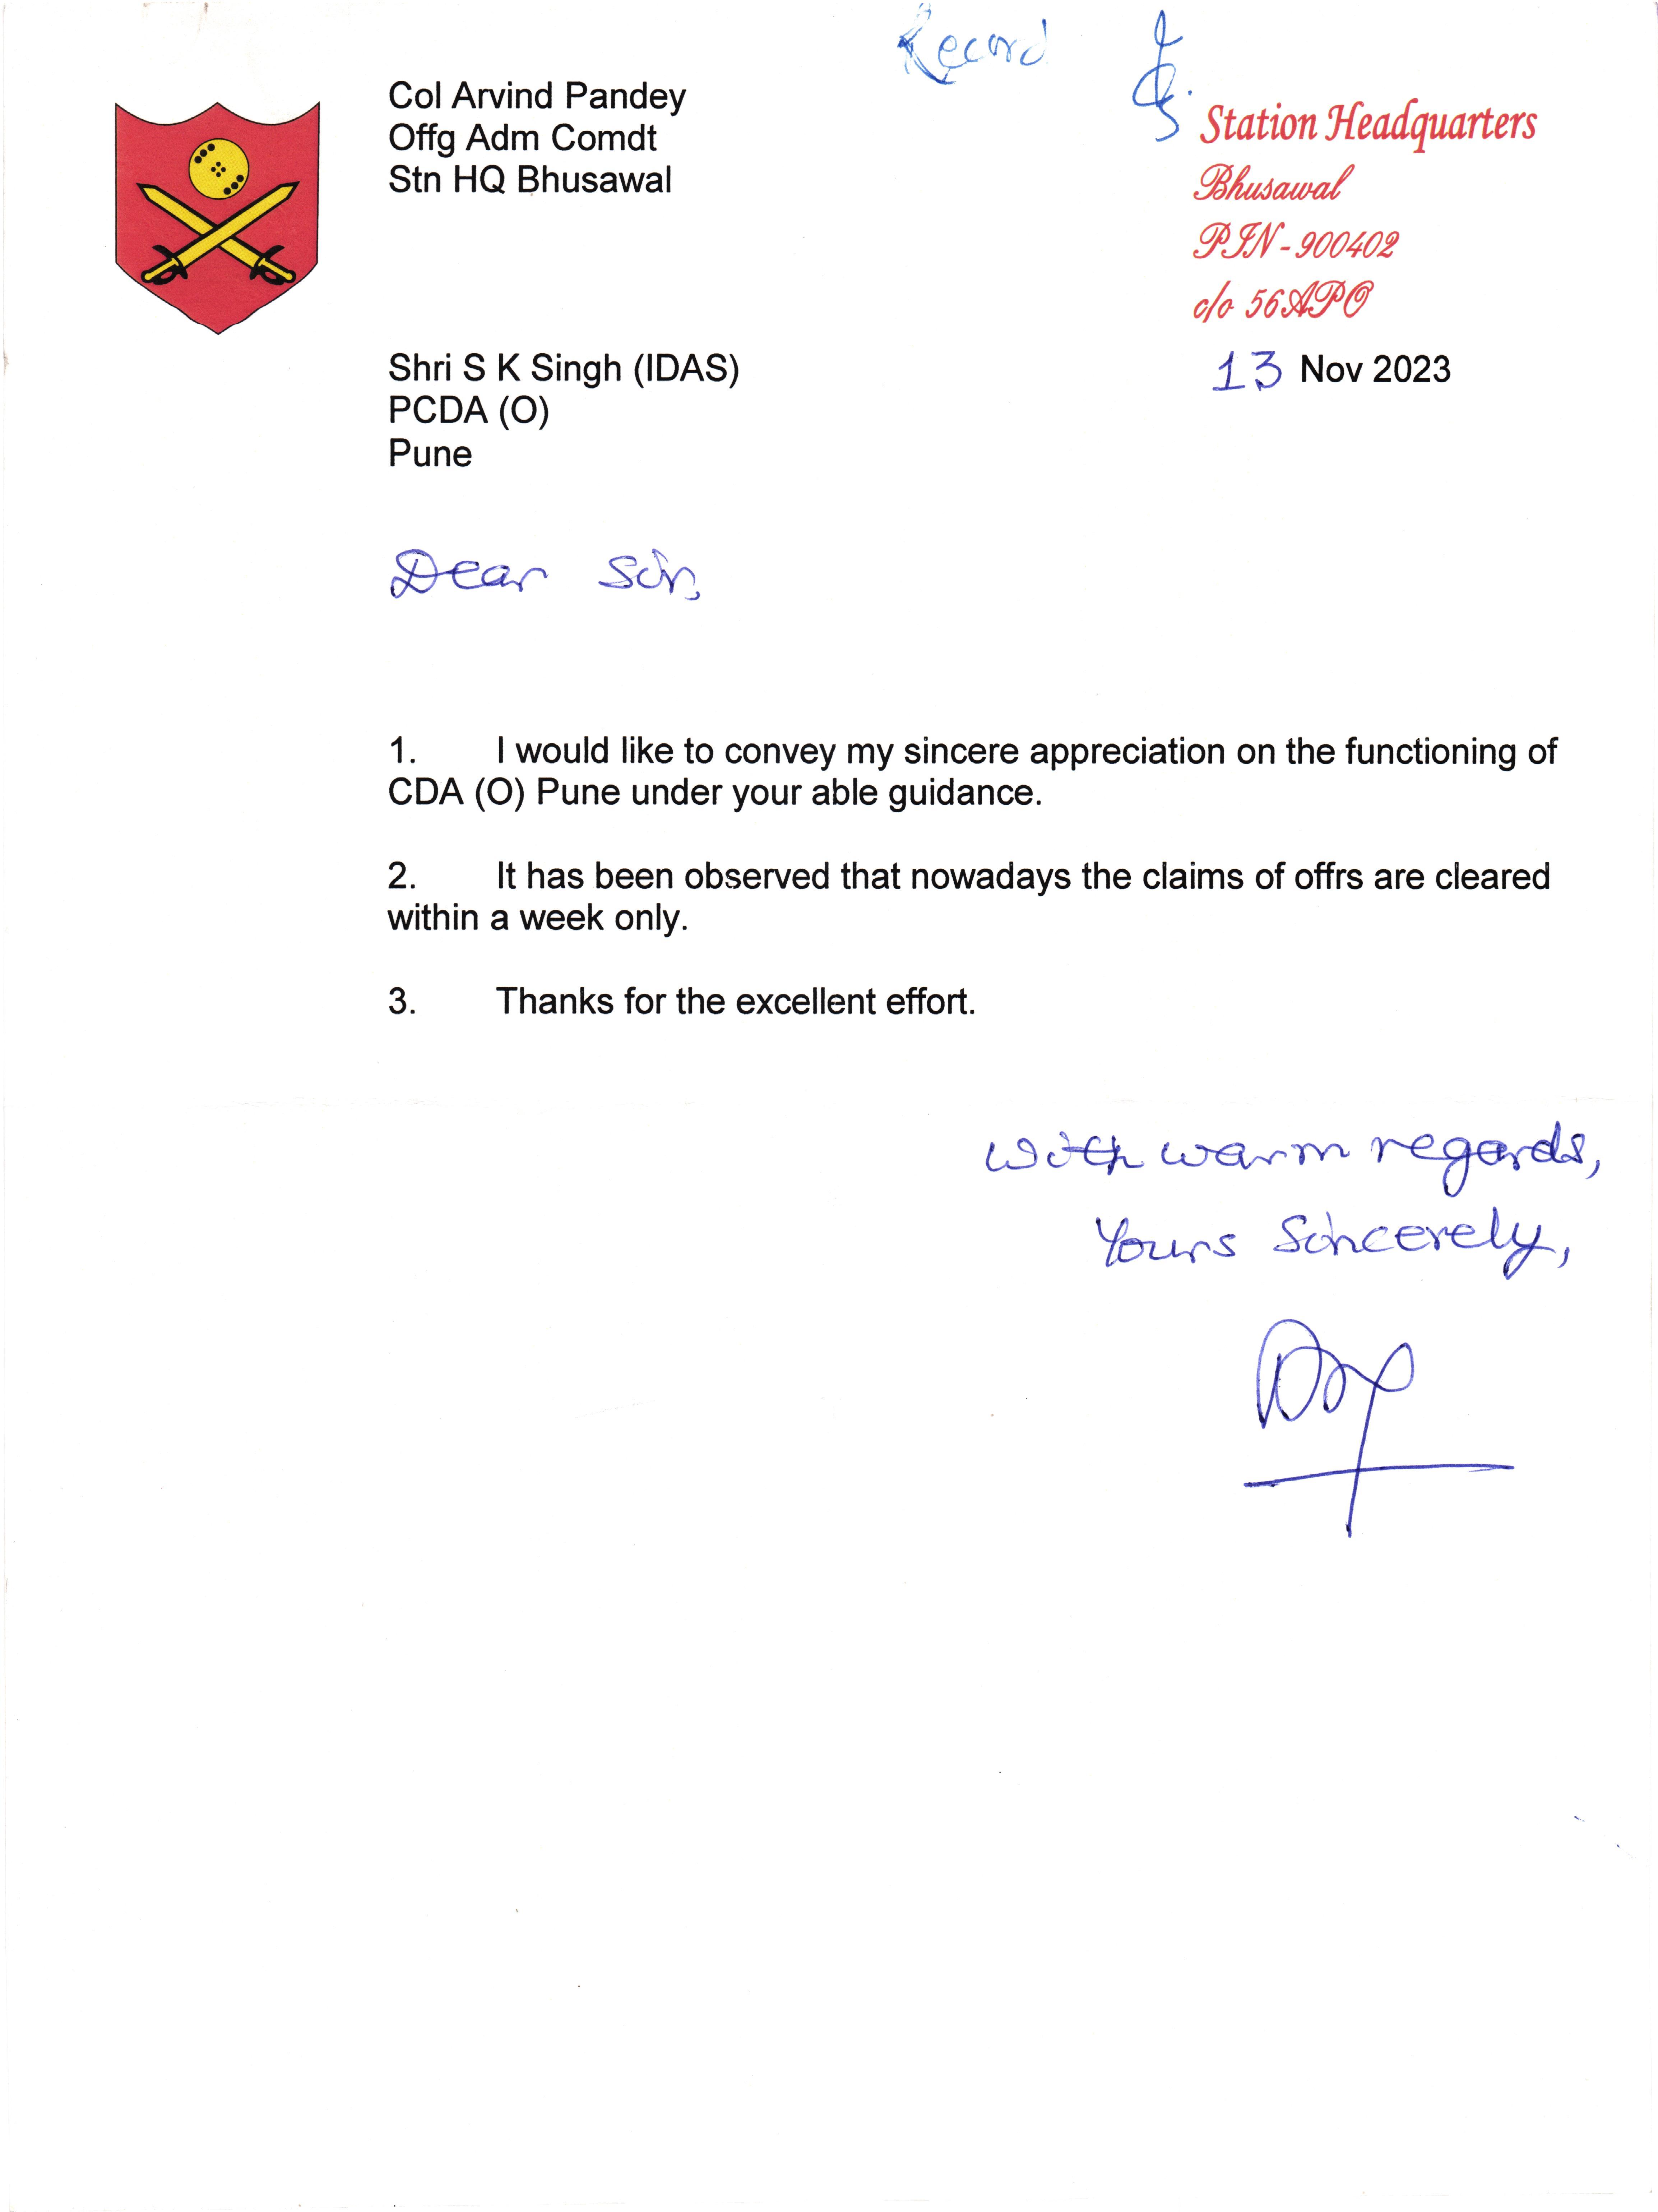 Record
Col Arvind Pandey
Offg Adm Comdt
Stn HQ Bhusawal
Station Headquarters
Bhusawal
PIN - 900402
c/o 56 APO
13 Nov 2023
Shri S K Singh (IDAS)
PCDA (O)
Pune
Dear Sir,
1. I would like to convey my sincere appreciation on the functioning of
CDA (O) Pune under your able guidance.
2. It has been observed that nowadays the claims of offrs are cleared
within a week only.
3. Thanks for the excellent effort.
With warm regards,
Yours Sincerely,